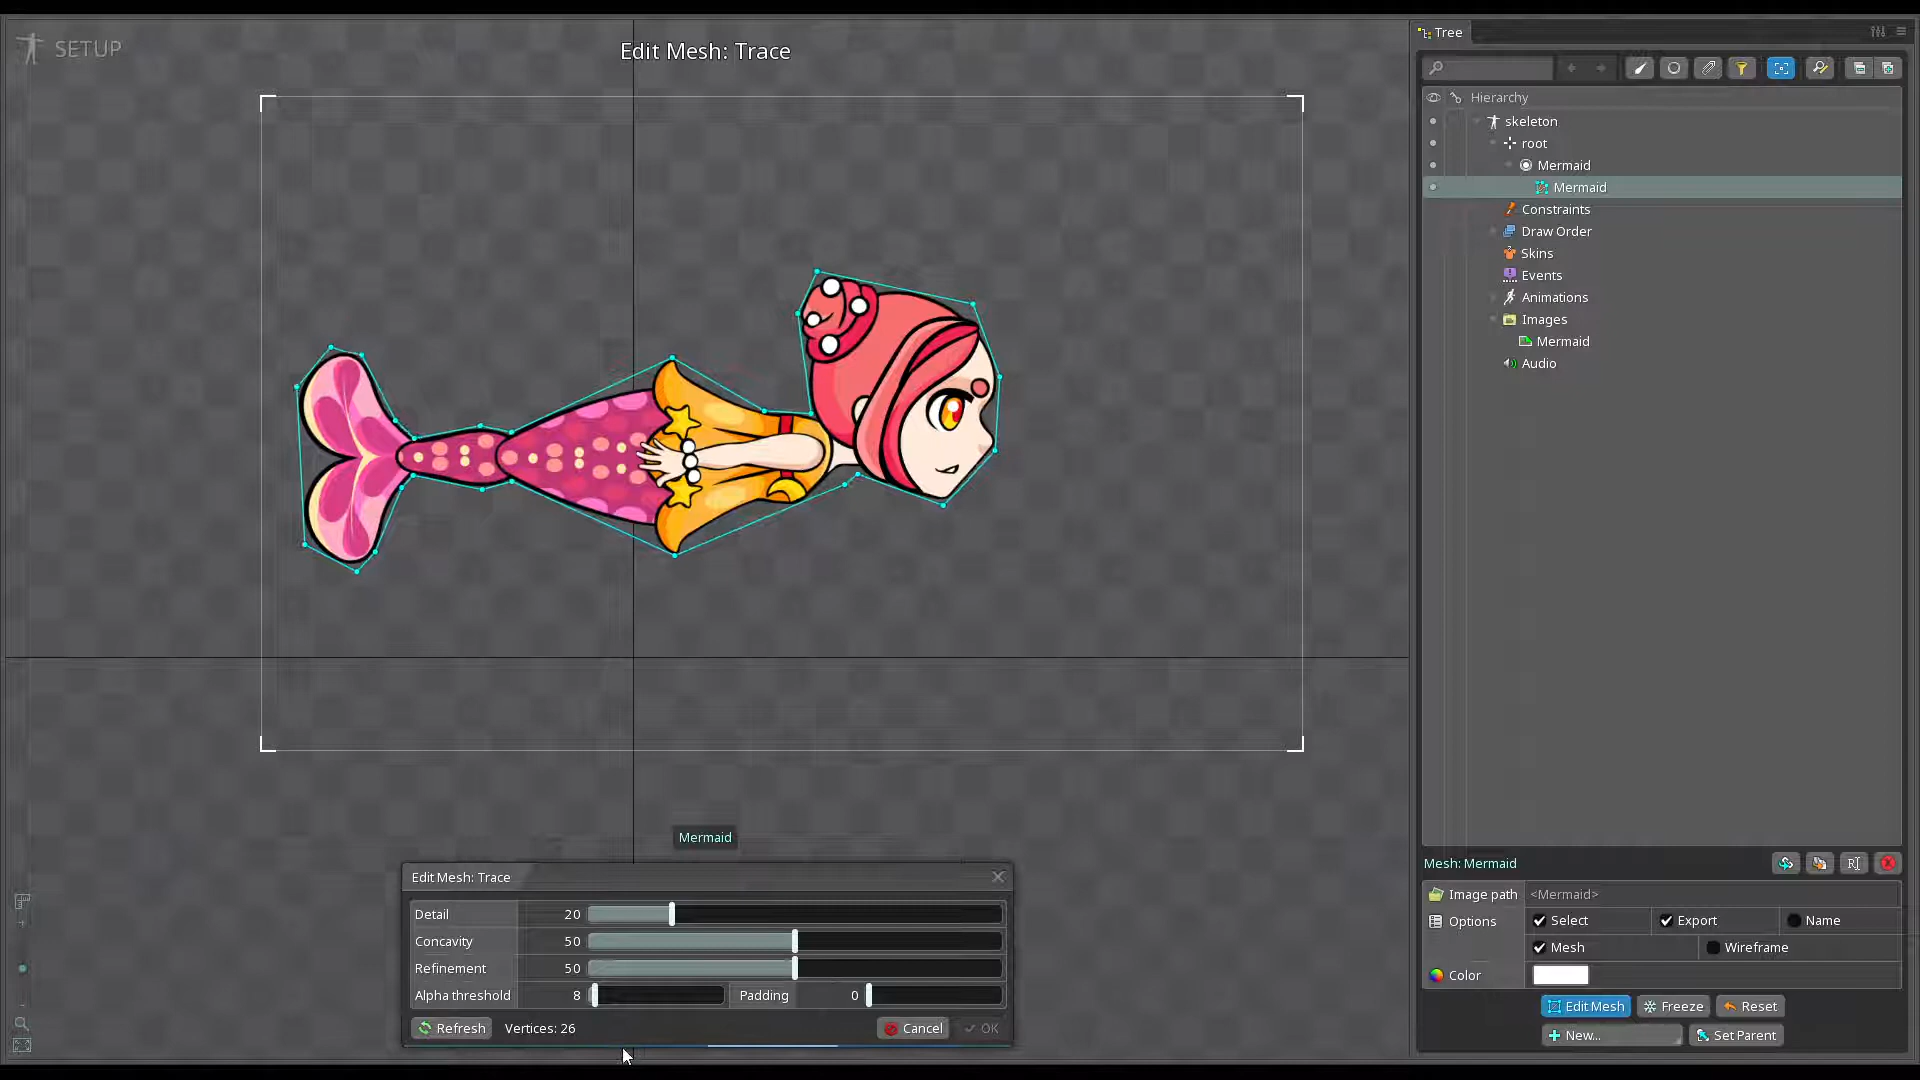 SETUP
Edit Mesh: Trace
Tree
Hierarchy
skeleton
root
Mermaid
Mermaid
Constraints
Draw Order
Skins
Events
Animations
Images
Mermaid
Audio
Mermaid
Edit Mesh: Trace
Detail 20
Concavity 50
Refinement 50
Alpha threshold 8 Padding 0
Refresh Vertices: 26 Cancel OK
Mesh: Mermaid
Image path <Mermaid>
Options Select Export Name
Mesh Wireframe
Color
Edit Mesh Freeze Reset
New... Set Parent